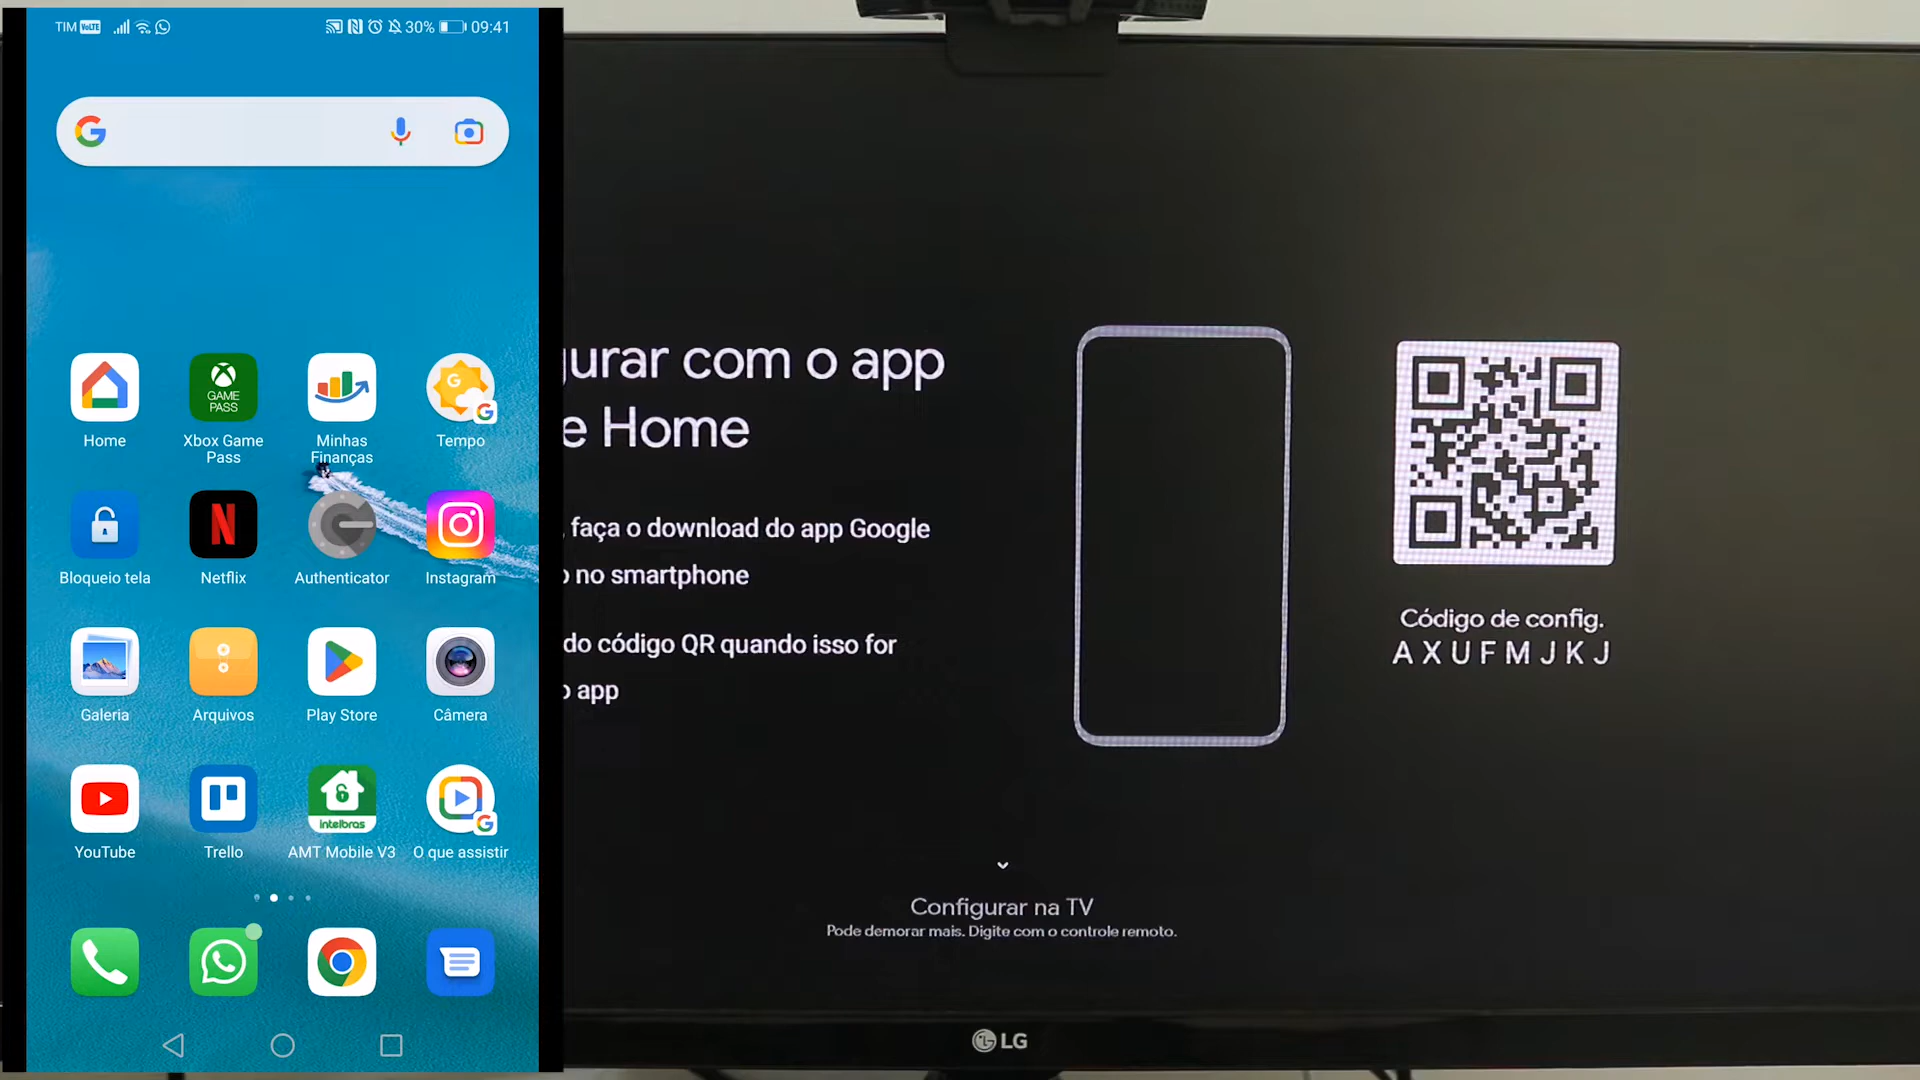 TIM VoLTE 30% 09:41
G
Home
GAME
PASS
Xbox Game
Pass
Minhas
Finanças
G
G
Tempo
Bloqueio tela
N
Netflix
Authenticator
Instagram
Galeria
Arquivos
Play Store
Câmera
YouTube
Trello
intelbras
AMT Mobile V3
G
O que assistir
gurar com o app
e Home
, faça o download do app Google
o no smartphone
do código QR quando isso for
o app
Código de config.
AXUFMJKJ
Configurar na TV
Pode demorar mais. Digite com o controle remoto.
LG